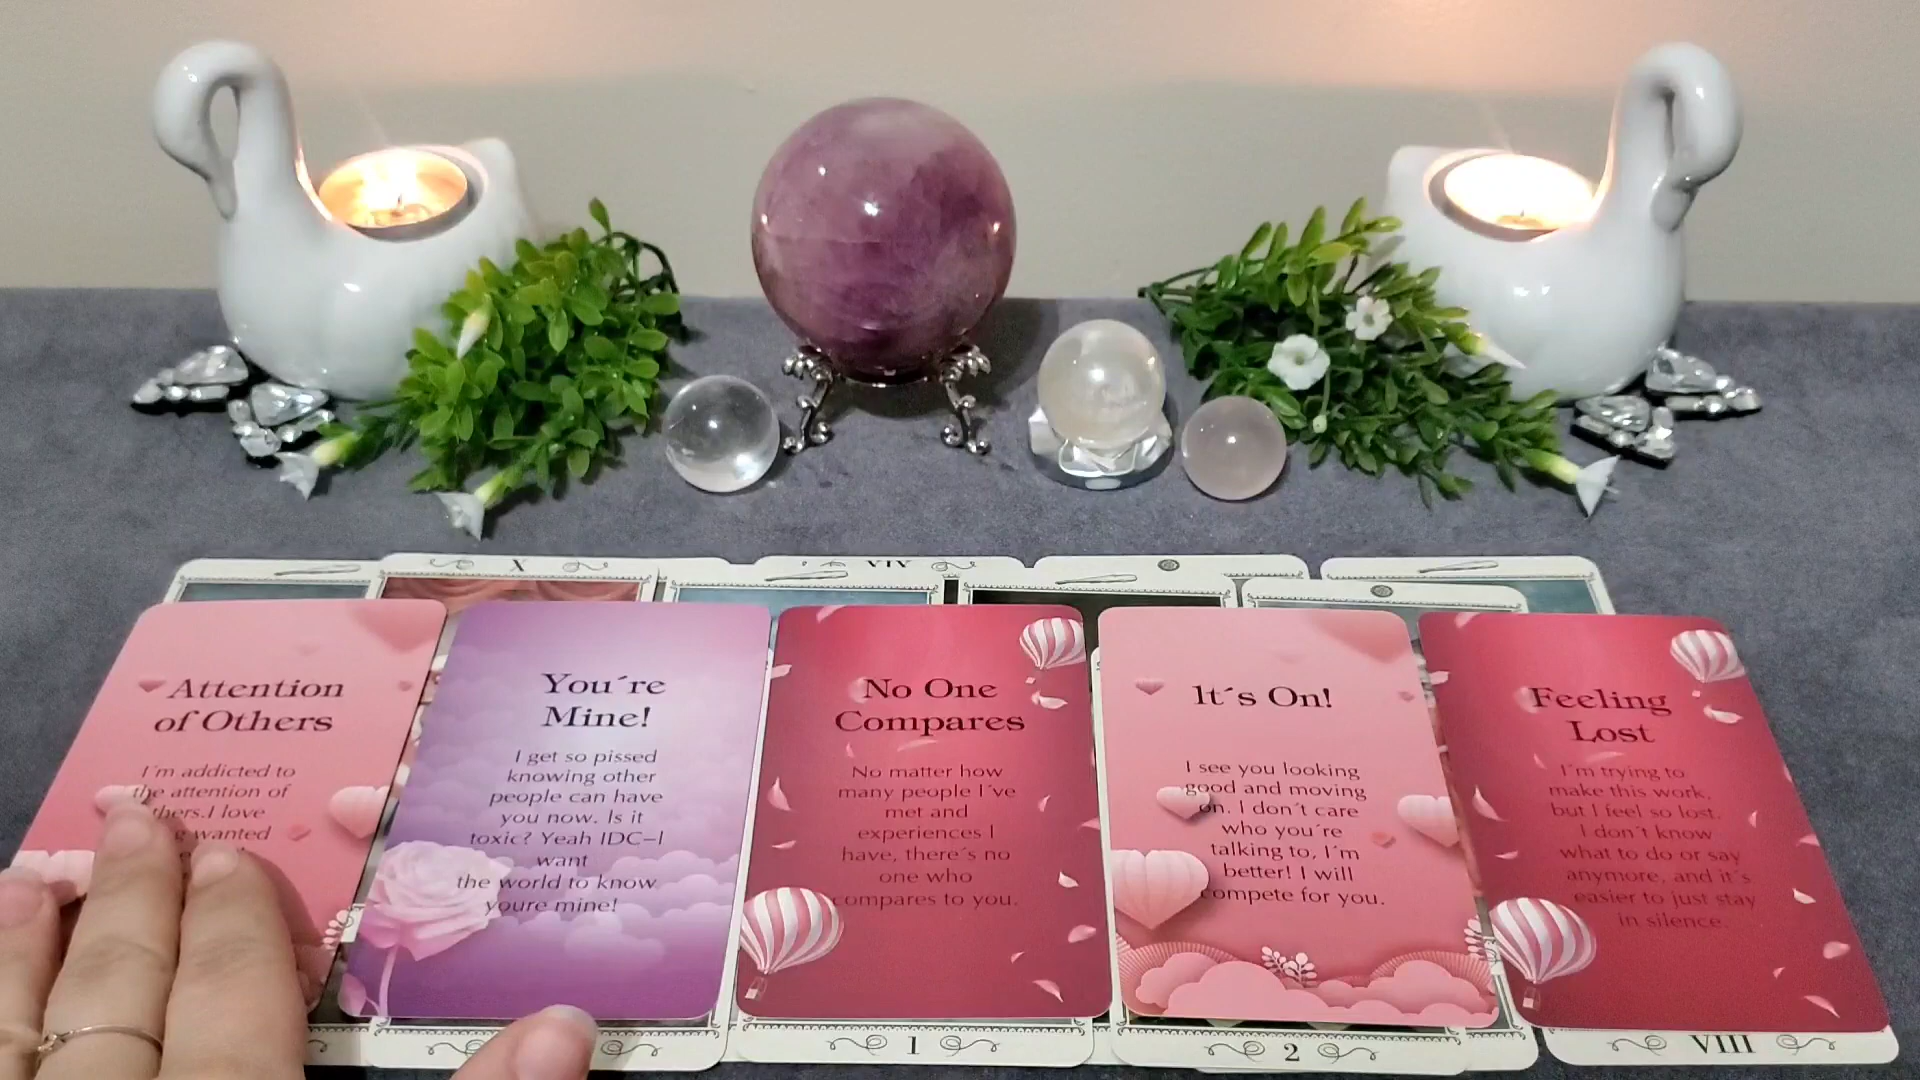 X
VIV
Attention
of Others
I´m addicted to
the attention of
thers.I love
wanted
You´re
Mine!
I get so pissed
knowing other
people can have
you now. Is it
toxic? Yeah IDC-I
want
the world to know
youre mine!
No One
Compares
No matter how
many people I´ve
met and
experiences I
have, there´s no
one who
compares to you.
It´s On!
I see you looking
good and moving
on. I don´t care
who you´re
talking to, I´m
better! I will
compete for you.
Feeling
Lost
I´m trying to
make this work,
but I feel so lost.
I don´t know
what to do or say
anymore, and it´s
easier to just stay
in silence.
1
2
VIII